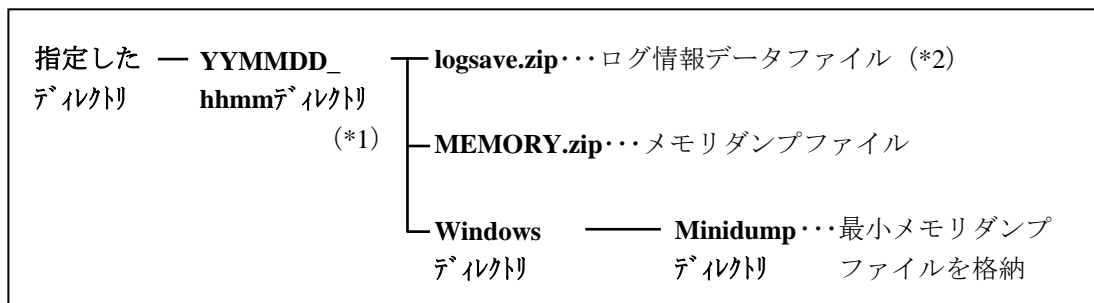 指定した ― YYMMDD_ logsave.zip･･･ログ情報データファイル (*2)
ﾃﾞｨﾚｸﾄﾘ hhmmﾃﾞｨﾚｸﾄﾘ
(*1)
MEMORY.zip･･･メモリダンプファイル
Windows Minidump･･･最小メモリダンプ
ﾃﾞｨﾚｸﾄﾘ ﾃﾞｨﾚｸﾄﾘ ファイルを格納